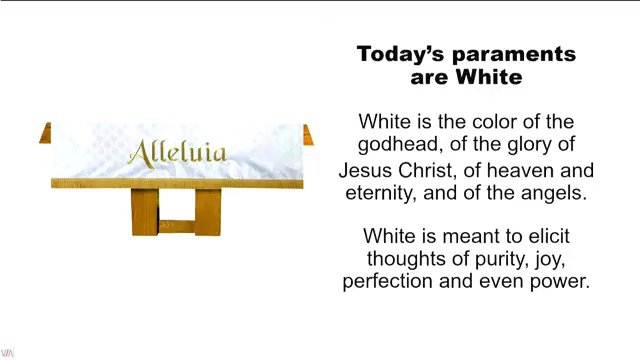 Today's paraments
are White
Alleluia
White is the color of the
godhead, of the glory of
Jesus Christ, of heaven and
eternity, and of the angels.
White is meant to elicit
thoughts of purity, joy,
perfection and even power.